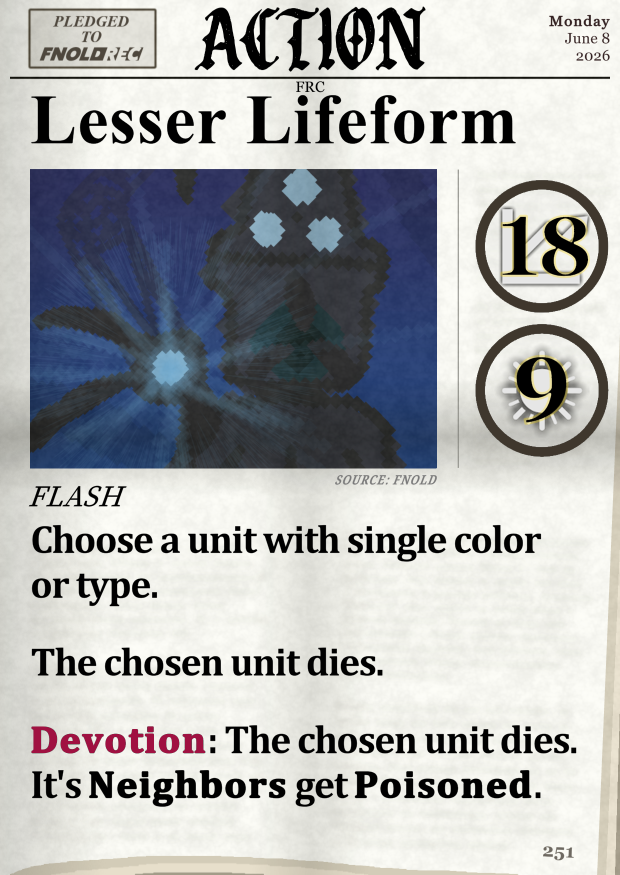 PLEDGED
TO
FNOLDREC
ACTION
Monday
June 8
2026
FRC
Lesser Lifeform
18
9
SOURCE: FNOLD
FLASH
Choose a unit with single color
or type.
The chosen unit dies.
Devotion: The chosen unit dies.
It's Neighbors get Poisoned.
251